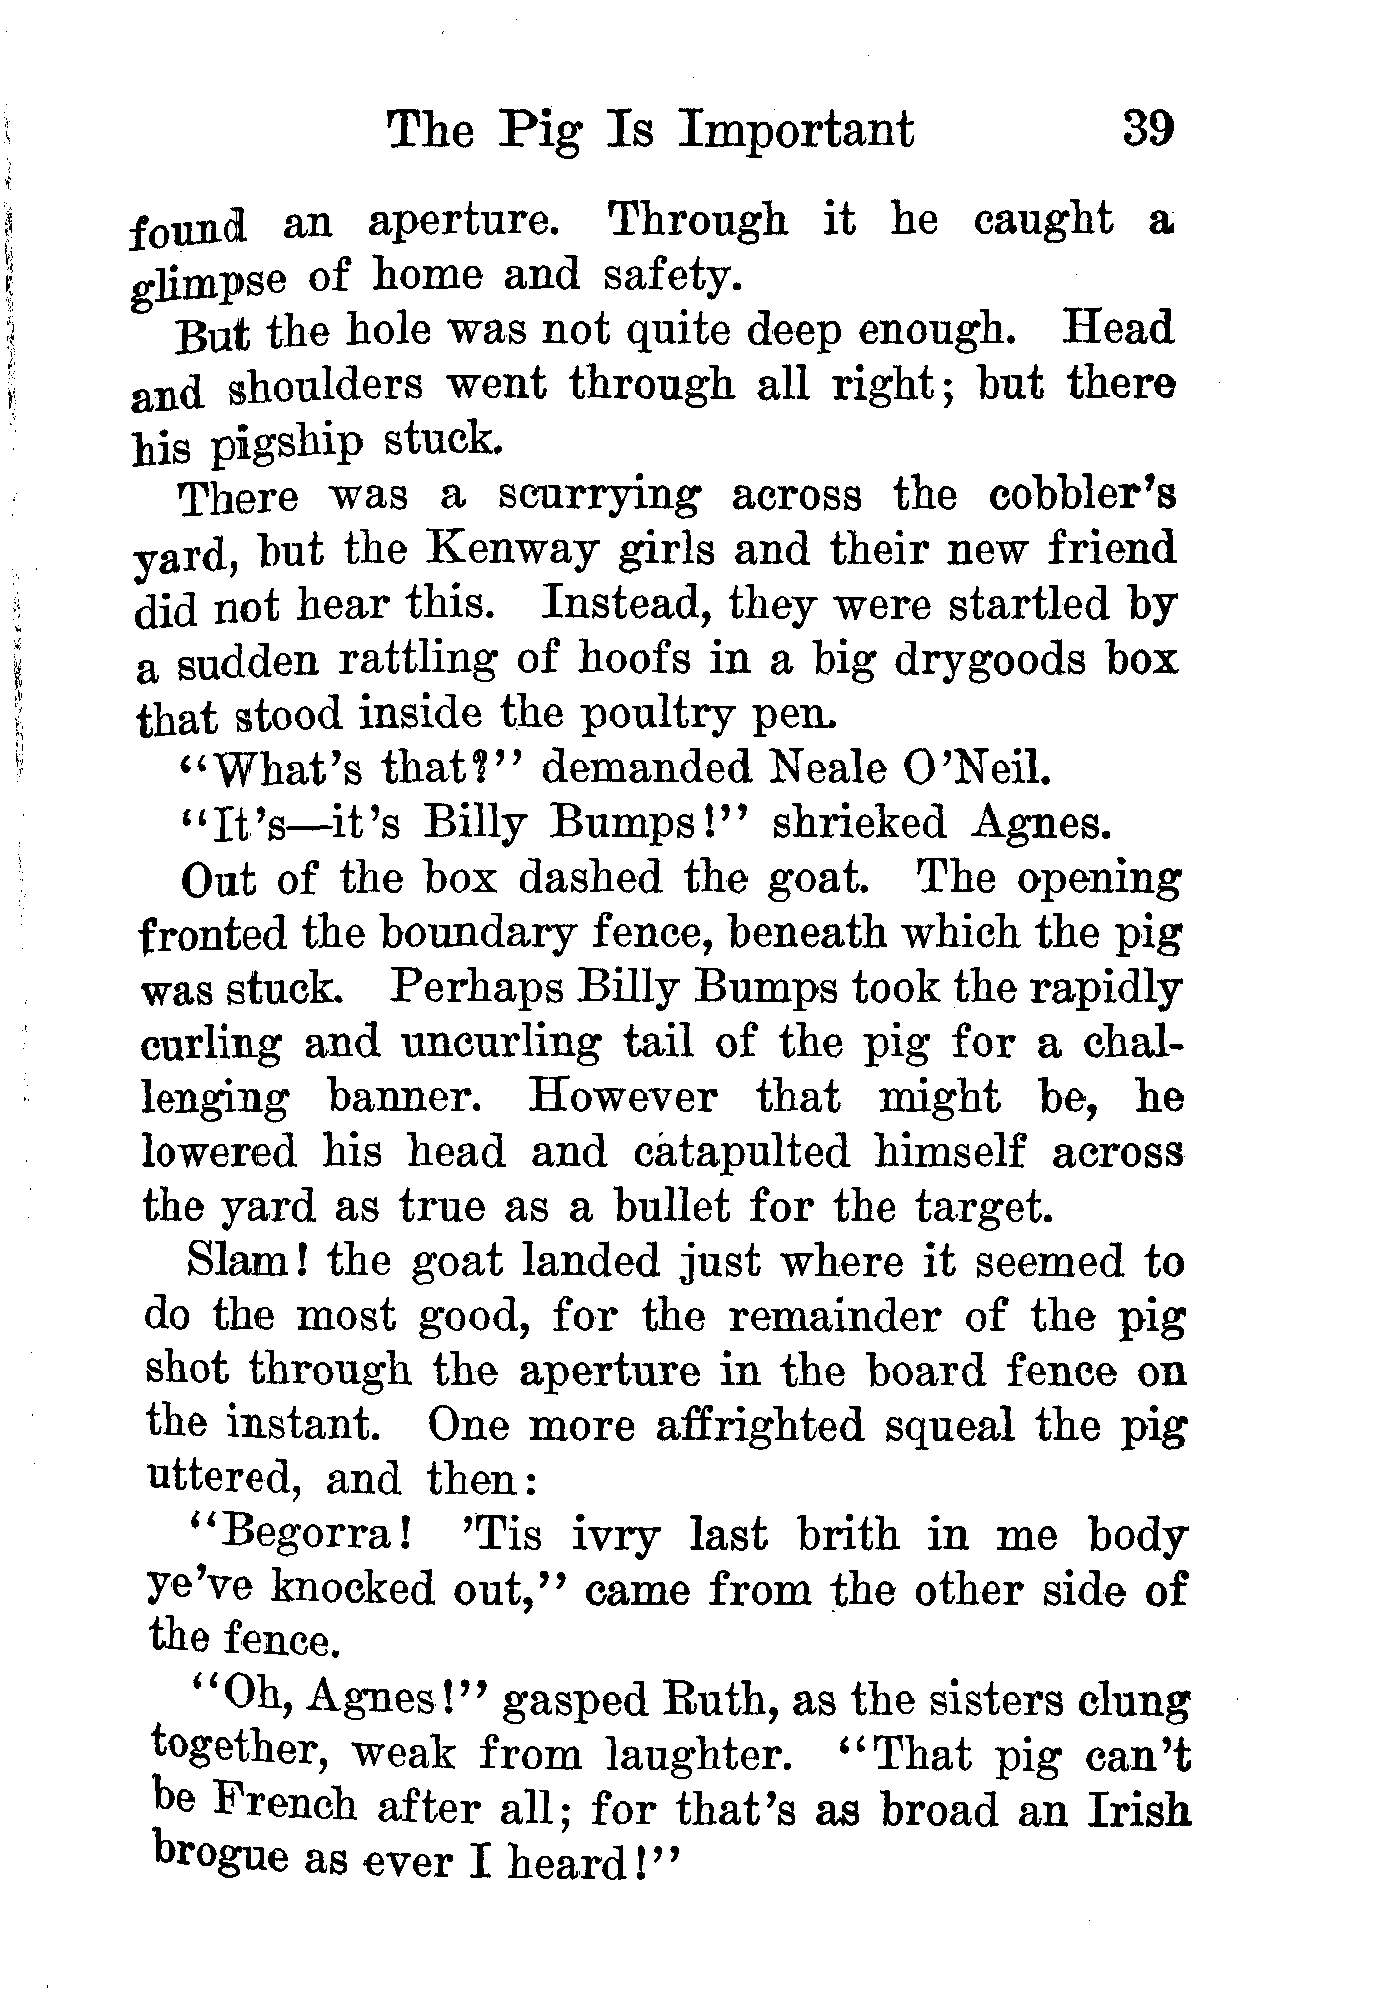 The Pig Is Important 39
found an aperture. Through it he caught a
glimpse of home and safety.
But the hole was not quite deep enough. Head
and shoulders went through all right; but there
his pigship stuck.
There was a scurrying across the cobbler's
yard, but the Kenway girls and their new friend
did not hear this. Instead, they were startled by
a sudden rattling of hoofs in a big drygoods box
that stood inside the poultry pen.
"What's that?" demanded Neale O'Neil.
"It's—it's Billy Bumps!" shrieked Agnes.
Out of the box dashed the goat. The opening
fronted the boundary fence, beneath which the pig
was stuck. Perhaps Billy Bumps took the rapidly
curling and uncurling tail of the pig for a chal-
lenging banner. However that might be, he
lowered his head and catapulted himself across
the yard as true as a bullet for the target.
Slam! the goat landed just where it seemed to
do the most good, for the remainder of the pig
shot through the aperture in the board fence on
the instant. One more affrighted squeal the pig
uttered, and then:
"Begorra! 'Tis ivry last brith in me body
ye've knocked out," came from the other side of
the fence.
"Oh, Agnes!" gasped Ruth, as the sisters clung
together, weak from laughter. "That pig can't
be French after all; for that's as broad an Irish
brogue as ever I heard!"